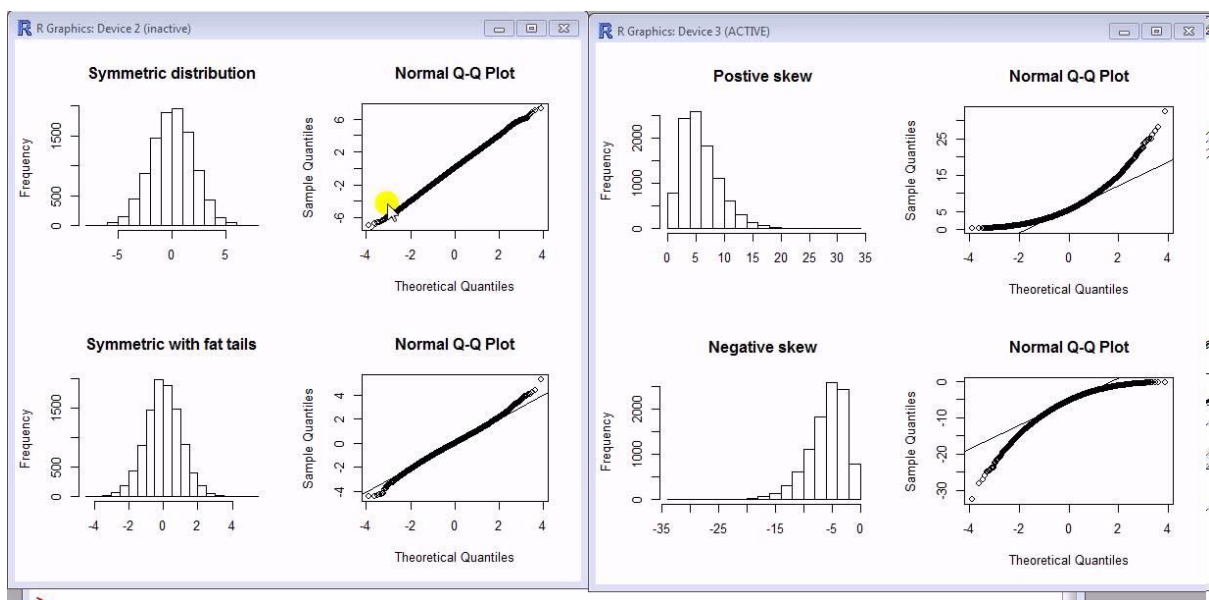 R Graphics: Device 2 (inactive)
Symmetric distribution
Frequency
0 500 1500
-5 0 5
Normal Q-Q Plot
Sample Quantiles
-6 -2 2 6
-4 -2 0 2 4
Theoretical Quantiles
Symmetric with fat tails
Frequency
0 500 1500
-4 -2 0 2 4
Normal Q-Q Plot
Sample Quantiles
-4 -2 0 2 4
-4 -2 0 2 4
Theoretical Quantiles
R Graphics: Device 3 (ACTIVE)
Postive skew
Frequency
0 1000 2000
0 5 10 15 20 25 30 35
Normal Q-Q Plot
Sample Quantiles
0 5 15 25
-4 -2 0 2 4
Theoretical Quantiles
Negative skew
Frequency
0 1000 2000
-35 -25 -15 -5 0
Normal Q-Q Plot
Sample Quantiles
-30 -20 -10 0
-4 -2 0 2 4
Theoretical Quantiles